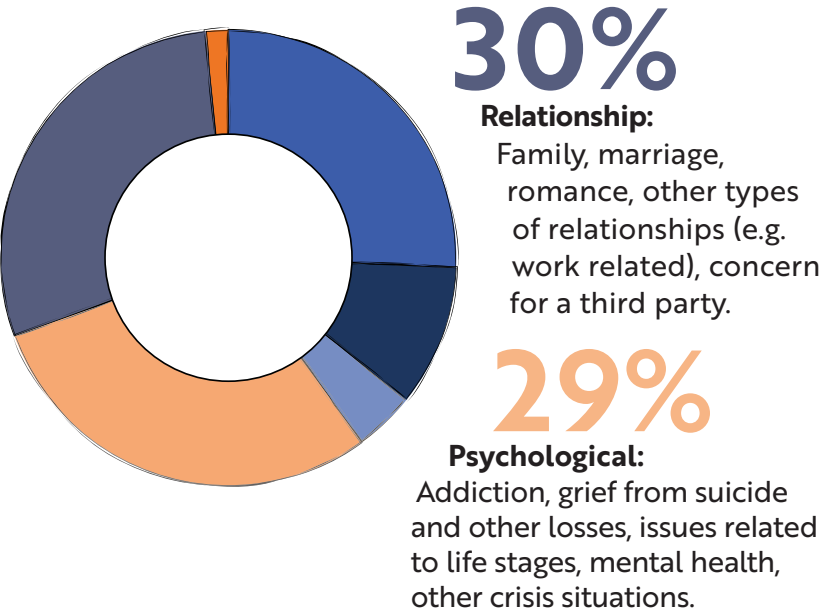 30%
Relationship:
Family, marriage,
romance, other types
of relationships (e.g.
work related), concern
for a third party.
29%
Psychological:
Addiction, grief from suicide
and other losses, issues related
to life stages, mental health,
other crisis situations.